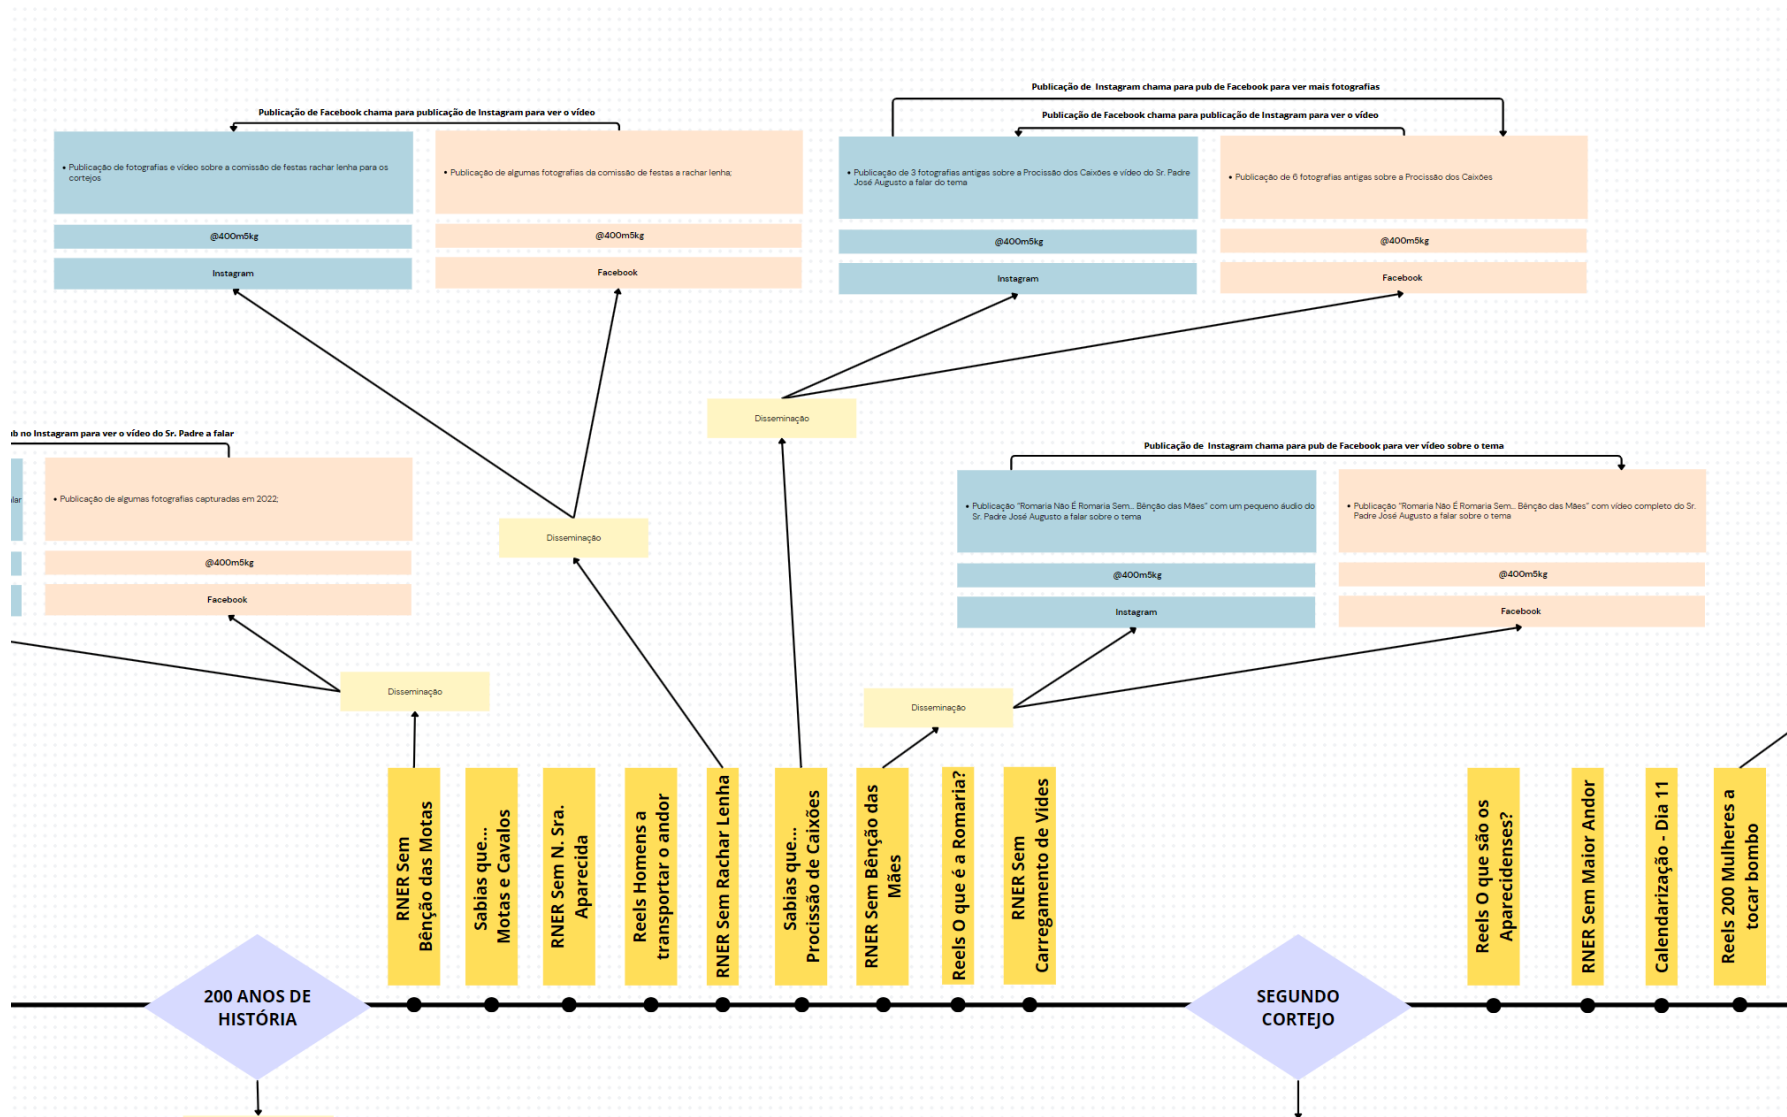 Publicação de Instagram chama para pub de Facebook para ver mais fotografias
Publicação de Facebook chama para publicação de Instagram para ver o vídeo
Publicação de Facebook chama para publicação de Instagram para ver o vídeo
• Publicação de fotografias e vídeo sobre a comissão de festas rachar lenha para os
cortejos
• Publicação de algumas fotografias da comissão de festas a rachar lenha;
• Publicação de 3 fotografias antigas sobre a Procissão dos Caixões e vídeo do Sr. Padre
José Augusto a falar do tema
• Publicação de 6 fotografias antigas sobre a Procissão dos Caixões
@400m5kg
@400m5kg
@400m5kg
@400m5kg
Instagram
Facebook
Instagram
Facebook
Disseminação
no Instagram para ver o vídeo do Sr. Padre a falar
Publicação de Instagram chama para pub de Facebook para ver vídeo sobre o tema
• Publicação de algumas fotografias capturadas em 2022;
• Publicação "Romaria Não É Romaria Sem... Bênção das Mães" com um pequeno áudio do
Sr. Padre José Augusto a falar sobre o tema
• Publicação "Romaria Não É Romaria Sem... Bênção das Mães" com vídeo completo do Sr.
Padre José Augusto a falar sobre o tema
Disseminação
@400m5kg
@400m5kg
@400m5kg
Facebook
Instagram
Facebook
Disseminação
Disseminação
RNER Sem
Bênção das Motas
Sabias que...
Motas e Cavalos
RNER Sem N. Sra.
Aparecida
Reels Homens a
transportar o andor
RNER Sem Rachar Lenha
Sabias que...
Procissão de Caixões
RNER Sem Bênção das
Mães
Reels O que é a Romaria?
RNER Sem
Carregamento de Vides
Reels O que são os
Aparecidenses?
RNER Sem Maior Andor
Calendarização - Dia 11
Reels 200 Mulheres a
tocar bombo
200 ANOS DE
HISTÓRIA
SEGUNDO
CORTEJO